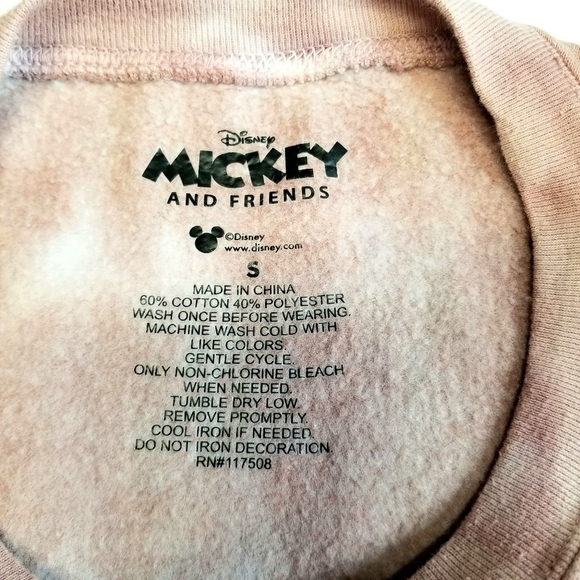 Disney
MICKEY
AND FRIENDS
©Disney
www.disney.com
S
MADE IN CHINA
60% COTTON 40% POLYESTER
WASH ONCE BEFORE WEARING.
MACHINE WASH COLD WITH
LIKE COLORS.
GENTLE CYCLE.
ONLY NON-CHLORINE BLEACH
WHEN NEEDED.
TUMBLE DRY LOW.
REMOVE PROMPTLY.
COOL IRON IF NEEDED.
DO NOT IRON DECORATION.
RN#117508